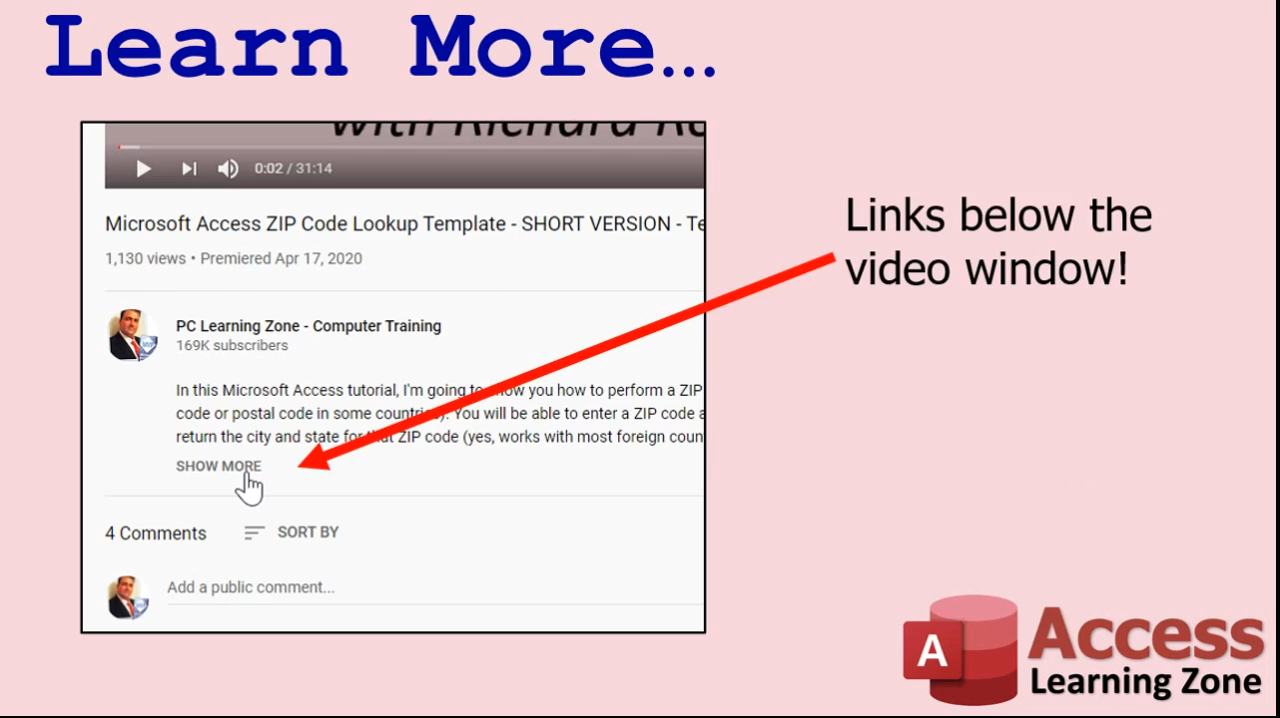 Learn More...
with Richard
0:02 / 31:14
Microsoft Access ZIP Code Lookup Template - SHORT VERSION - Te
1,130 views • Premiered Apr 17, 2020
PC Learning Zone - Computer Training
169K subscribers
In this Microsoft Access tutorial, I'm going to show you how to perform a ZIP
code or postal code in some countries). You will be able to enter a ZIP code a
return the city and state for that ZIP code (yes, works with most foreign coun
SHOW MORE
4 Comments
SORT BY
Add a public comment...
Links below the
video window!
A
Access
Learning Zone